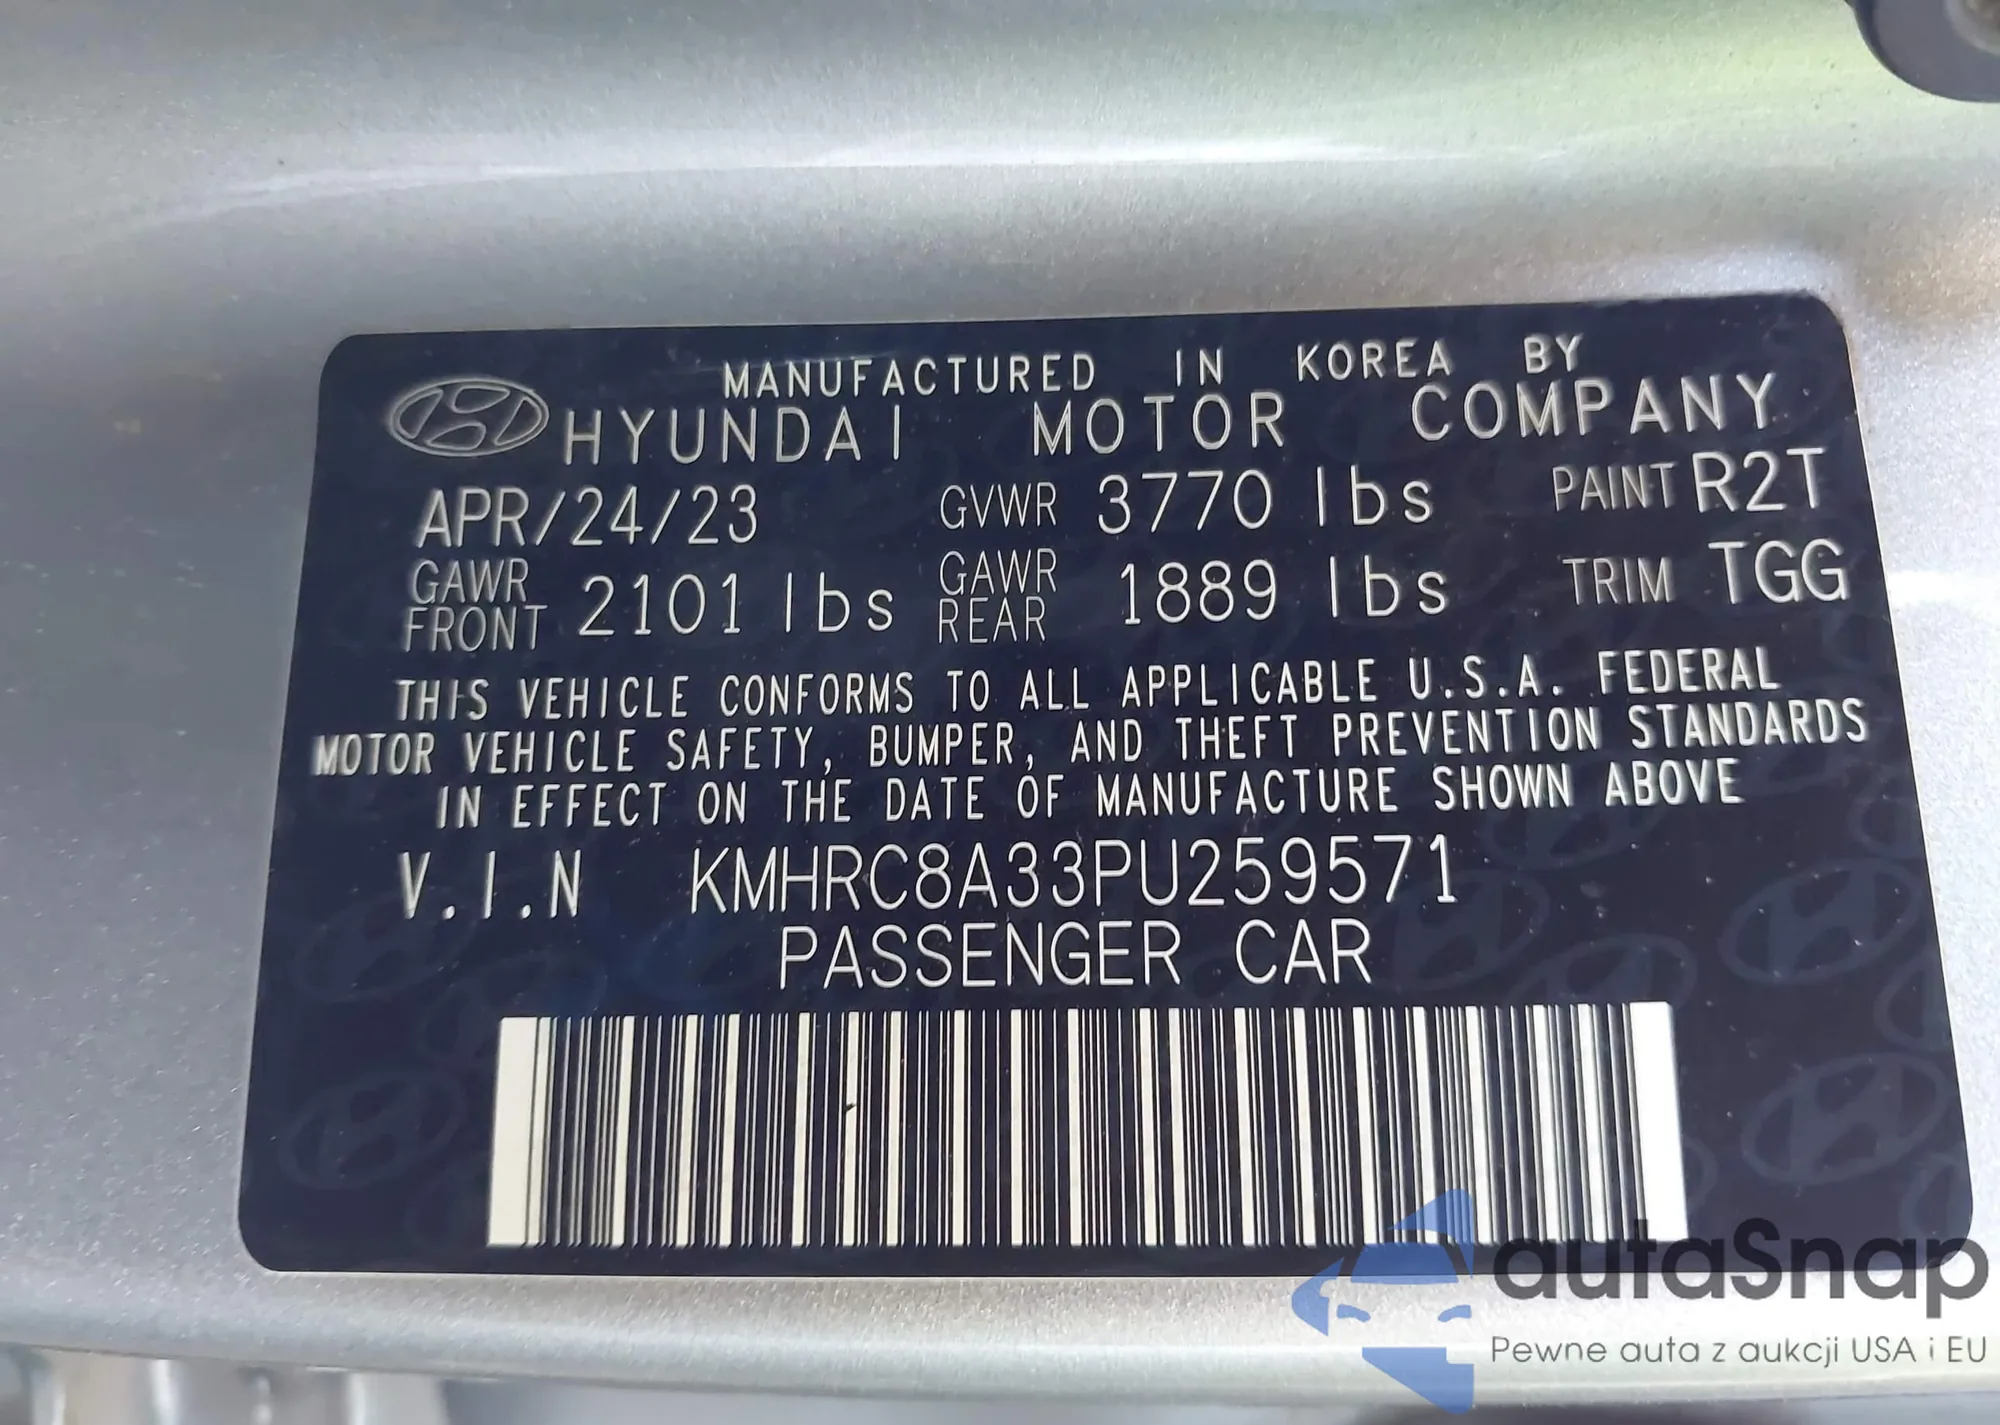 MANUFACTURED IN KOREA BY
HYUNDAI MOTOR COMPANY
APR/24/23 GVWR 3770 lbs PAINT R2T
GAWR FRONT 2101 lbs GAWR REAR 1889 lbs TRIM TGG
THIS VEHICLE CONFORMS TO ALL APPLICABLE U.S.A. FEDERAL
MOTOR VEHICLE SAFETY, BUMPER, AND THEFT PREVENTION STANDARDS
IN EFFECT ON THE DATE OF MANUFACTURE SHOWN ABOVE
V.I.N KMHRC8A33PU259571
PASSENGER CAR
autaSnap
Pewne auta z aukcji USA i EU